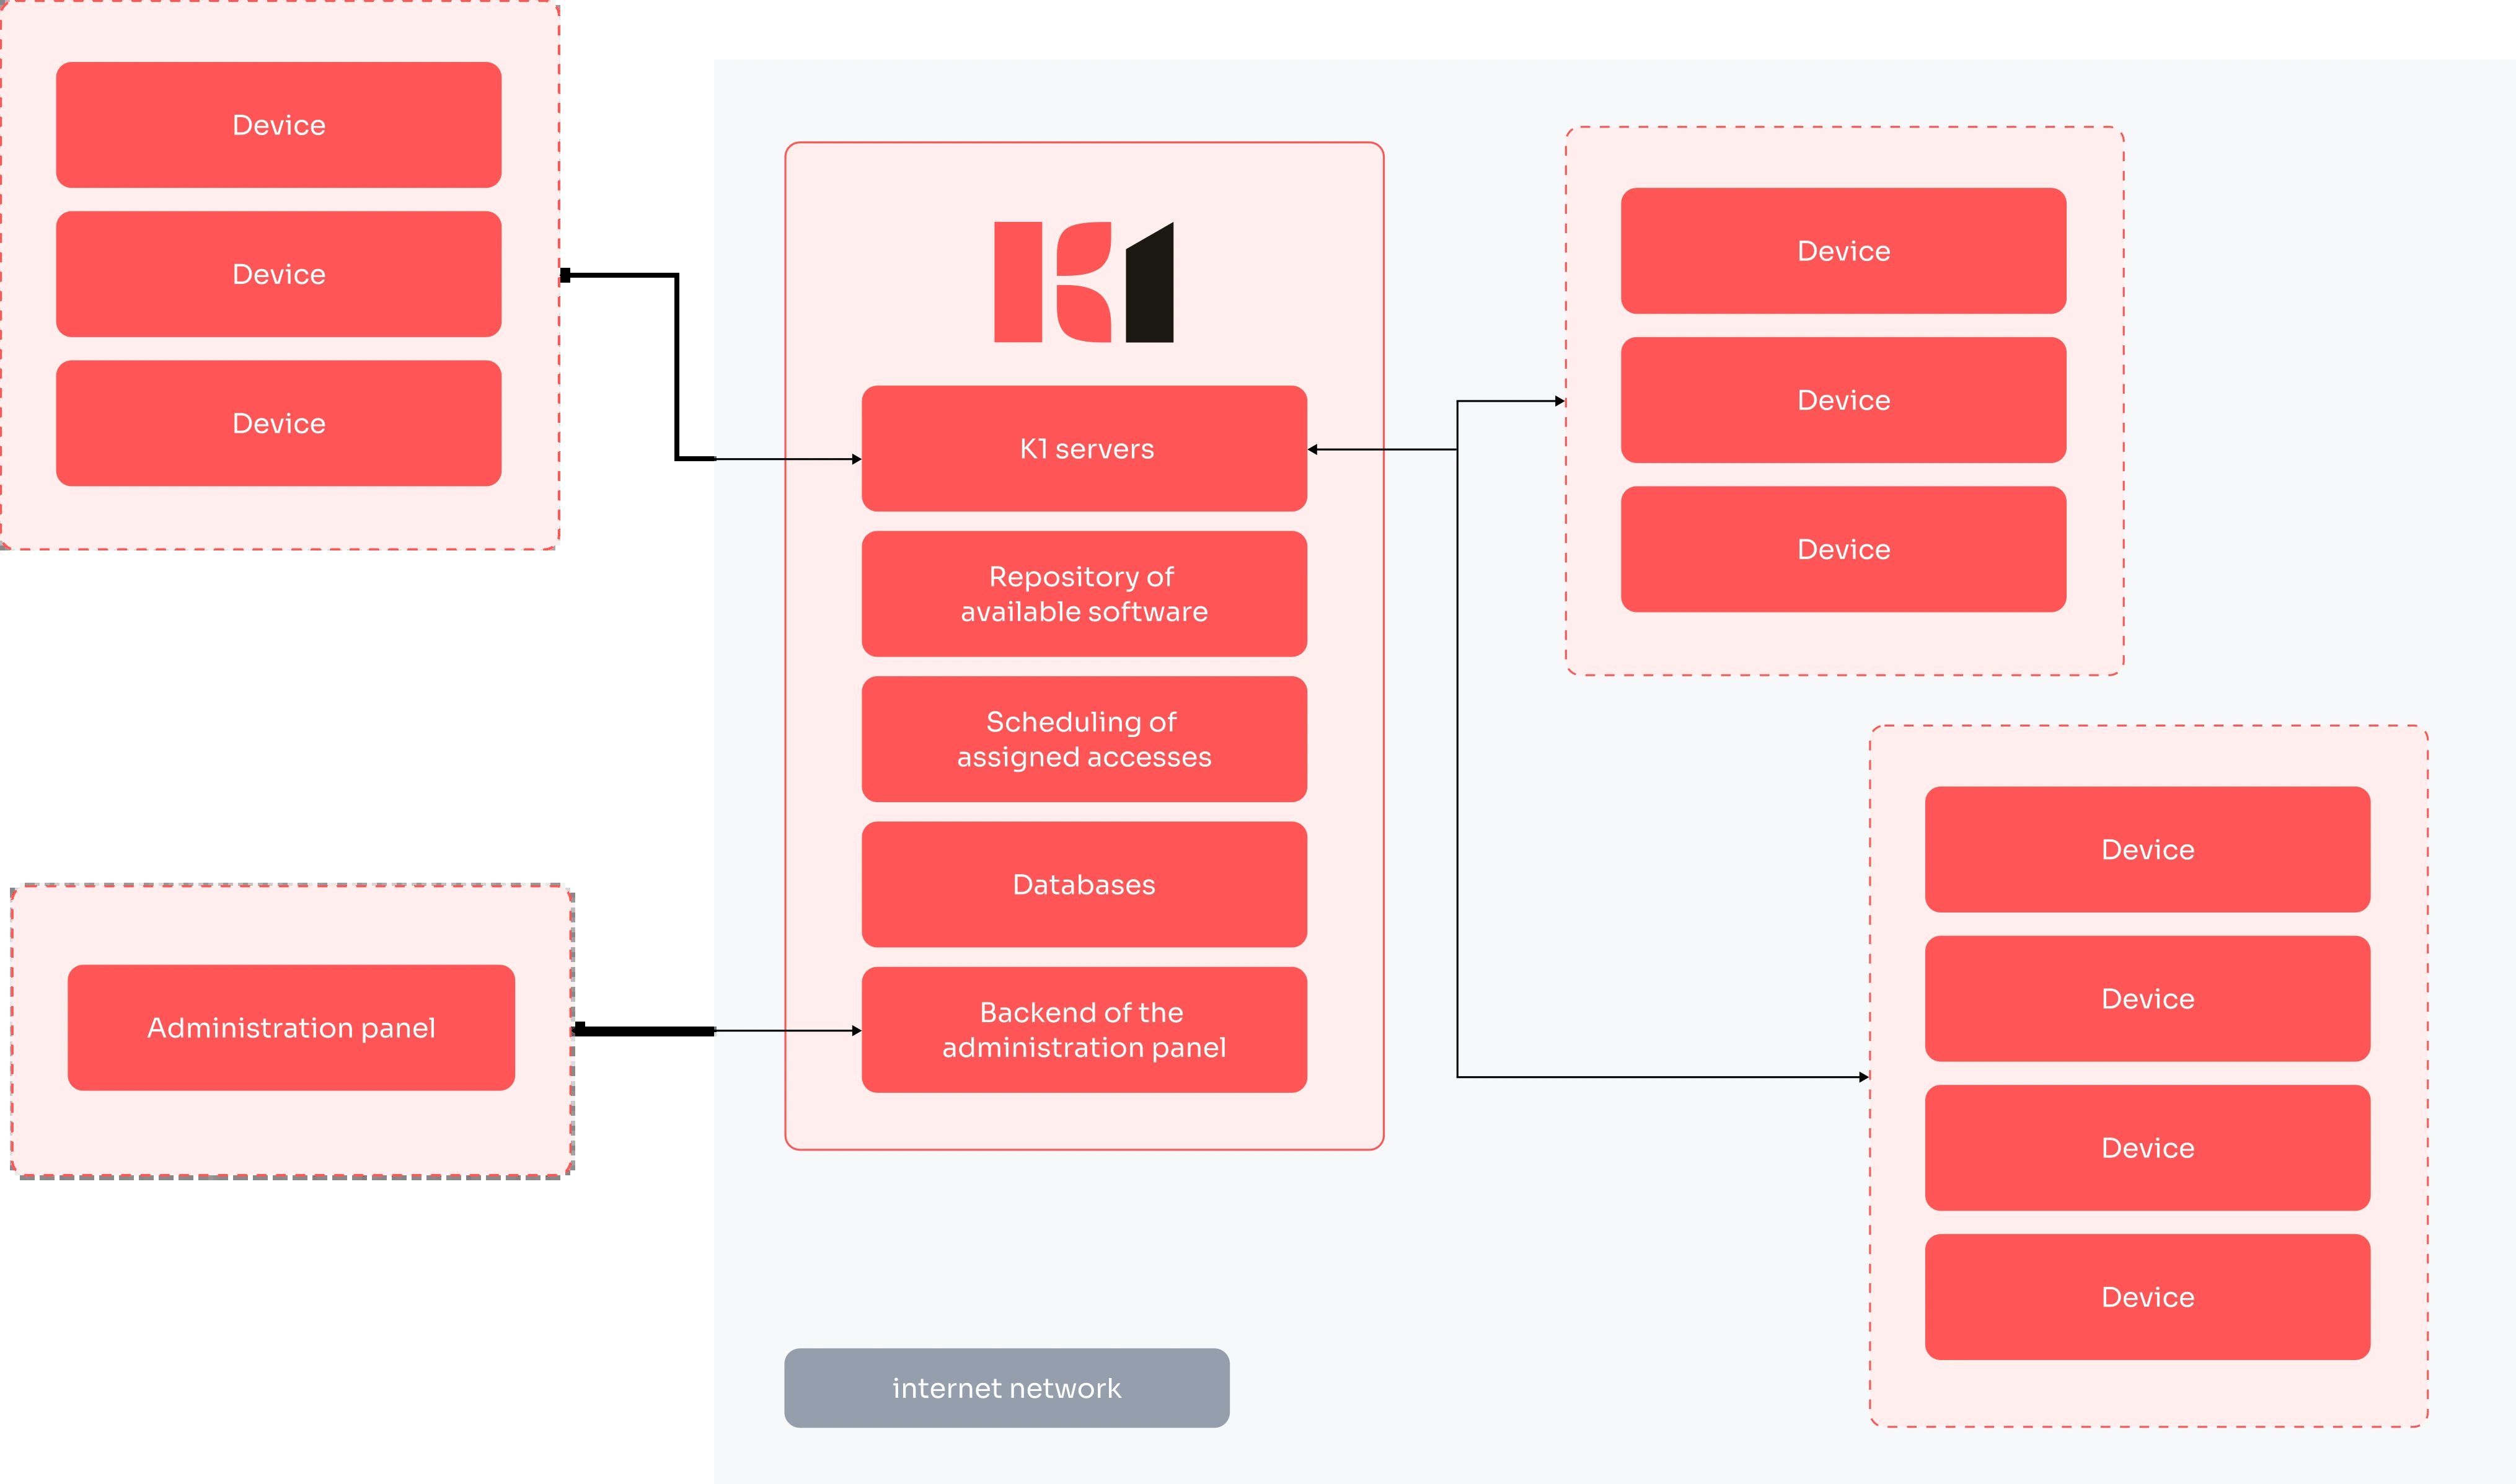 Device
Device
Device
Administration panel
K1
K1 servers
Repository of
available software
Scheduling of
assigned accesses
Databases
Backend of the
administration panel
internet network
Device
Device
Device
Device
Device
Device
Device